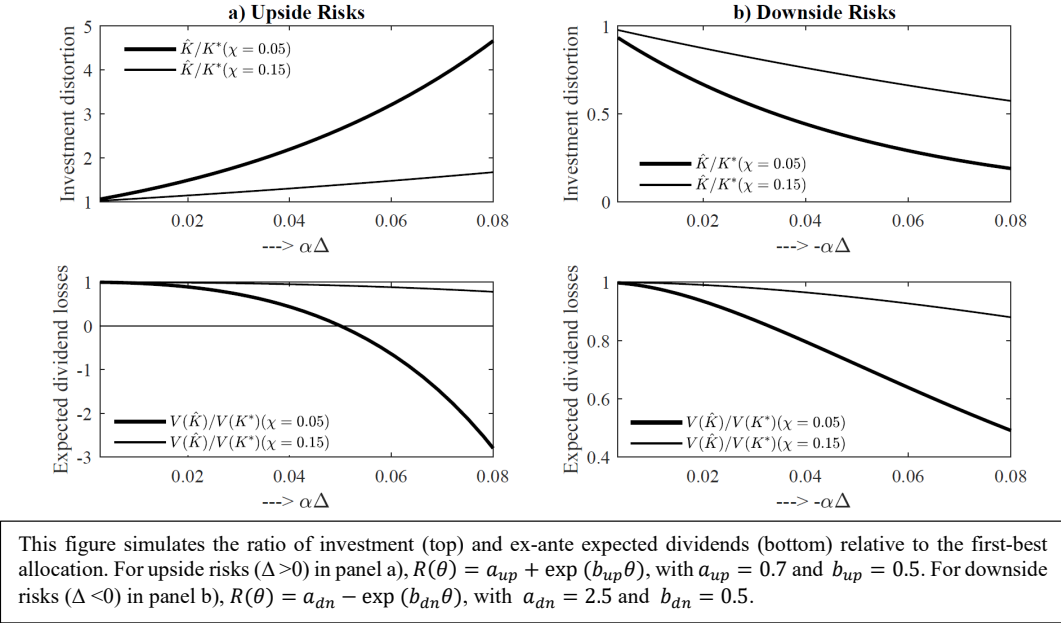 a) Upside Risks
Investment distortion
5
4
3
2
1
K̂/K*(χ = 0.05)
K̂/K*(χ = 0.15)
0.02 0.04 0.06 0.08
---> αΔ
b) Downside Risks
Investment distortion
1
0.5
0
K̂/K*(χ = 0.05)
K̂/K*(χ = 0.15)
0.02 0.04 0.06 0.08
---> -αΔ
Expected dividend losses
1
0
-1
-2
-3
V(K̂)/V(K*)(χ = 0.05)
V(K̂)/V(K*)(χ = 0.15)
0.02 0.04 0.06 0.08
---> αΔ
Expected dividend losses
1
0.8
0.6
0.4
V(K̂)/V(K*)(χ = 0.05)
V(K̂)/V(K*)(χ = 0.15)
0.02 0.04 0.06 0.08
---> -αΔ
This figure simulates the ratio of investment (top) and ex-ante expected dividends (bottom) relative to the first-best
allocation. For upside risks (Δ >0) in panel a), R(θ) = a_up + exp (b_up θ), with a_up = 0.7 and b_up = 0.5. For downside
risks (Δ <0) in panel b), R(θ) = a_dn − exp (b_dn θ), with a_dn = 2.5 and b_dn = 0.5.